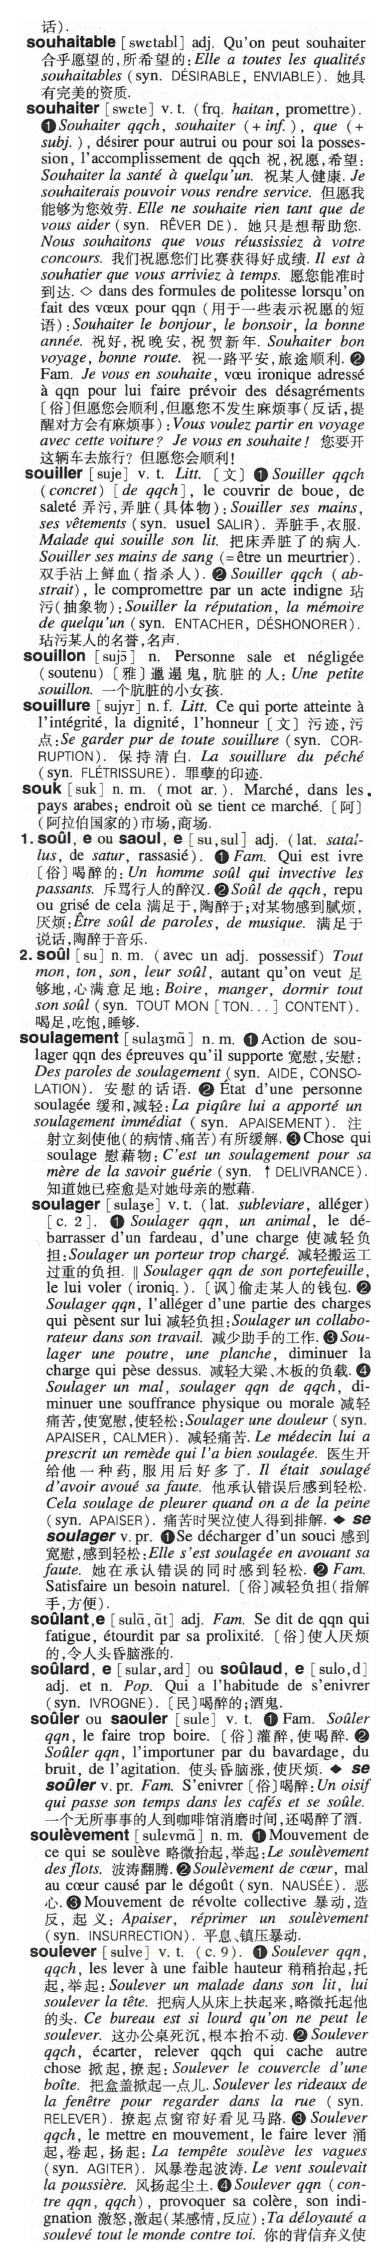 话).
souhaitable [swɛtabl] adj. Qu'on peut souhaiter
合乎愿望的,所希望的:Elle a toutes les qualités
souhaitables (syn. DÉSIRABLE, ENVIABLE). 她具
有完美的资质.
souhaiter [swɛte] v. t. (frq. haitan, promettre).
❶ Souhaiter qqch, souhaiter (+ inf.), que (+
subj.), désirer pour autrui ou pour soi la posses-
sion, l'accomplissement de qqch 祝,祝愿,希望:
Souhaiter la santé à quelqu'un. 祝某人健康. Je
souhaiterais pouvoir vous rendre service. 但愿我
能够为您效劳. Elle ne souhaite rien tant que de
vous aider (syn. RÊVER DE). 她只是想帮助您.
Nous souhaitons que vous réussissiez à votre
concours. 我们祝愿您们比赛获得好成绩. Il est à
souhatier que vous arriviez à temps. 愿您能准时
到达. ◇ dans des formules de politesse lorsqu'on
fait des vœux pour qqn (用于一些表示祝愿的短
语):Souhaiter le bonjour, le bonsoir, la bonne
année. 祝好,祝晚安,祝贺新年. Souhaiter bon
voyage, bonne route. 祝一路平安,旅途顺利. ❷
Fam. Je vous en souhaite, vœu ironique adressé
à qqn pour lui faire prévoir des désagréments
〔俗〕但愿您会顺利,但愿您不发生麻烦事(反话,提
醒对方会有麻烦事):Vous voulez partir en voyage
avec cette voiture? Je vous en souhaite! 您要开
这辆车去旅行? 但愿您会顺利!
souiller [suje] v. t. Litt. 〔文〕 ❶ Souiller qqch
(concret) [de qqch], le couvrir de boue, de
saleté 弄污,弄脏(具体物):Souiller ses mains,
ses vêtements (syn. usuel SALIR). 弄脏手,衣服.
Malade qui souille son lit. 把床弄脏了的病人.
Souiller ses mains de sang (=être un meurtrier).
双手沾上鲜血(指杀人). ❷ Souiller qqch (ab-
strait), le compromettre par un acte indigne 玷
污(抽象物):Souiller la réputation, la mémoire
de quelqu'un (syn. ENTACHER, DÉSHONORER).
玷污某人的名誉,名声.
souillon [sujɔ̃] n. Personne sale et négligée
(soutenu) 〔雅〕邋遢鬼,肮脏的人: Une petite
souillon. 一个肮脏的小女孩.
souillure [sujyr] n. f. Litt. Ce qui porte atteinte à
l'intégrité, la dignité, l'honneur 〔文〕污迹,污
点:Se garder pur de toute souillure (syn. COR-
RUPTION). 保持清白. La souillure du péché
(syn. FLÉTRISSURE). 罪孽的印迹.
souk [suk] n. m. (mot ar.). Marché, dans les
pays arabes; endroit où se tient ce marché. 〔阿〕
(阿拉伯国家的)市场,商场.
1. soûl, e ou saoul, e [su,sul] adj. (lat. satal-
lus, de satur, rassasié). ❶ Fam. Qui est ivre
〔俗〕喝醉的: Un homme soûl qui invective les
passants. 斥骂行人的醉汉. ❷ Soûl de qqch, repu
ou grisé de cela 满足于,陶醉于;对某物感到腻烦,
厌烦:Être soûl de paroles, de musique. 满足于
说话,陶醉于音乐.
2. soûl [su] n. m. (avec un adj. possessif) Tout
mon, ton, son, leur soûl, autant qu'on veut 足
够地,心满意足地: Boire, manger, dormir tout
son soûl (syn. TOUT MON [TON...] CONTENT).
喝足,吃饱,睡够.
soulagement [sulaʒmɑ̃] n. m. ❶ Action de sou-
lager qqn des épreuves qu'il supporte 宽慰,安慰:
Des paroles de soulagement (syn. AIDE, CONSO-
LATION). 安慰的话语. ❷ État d'une personne
soulagée 缓和,减轻:La piqûre lui a apporté un
soulagement immédiat (syn. APAISEMENT). 注
射立刻使他(的病情、痛苦)有所缓解. ❸ Chose qui
soulage 慰藉物: C'est un soulagement pour sa
mère de la savoir guérie (syn. ↑ DELIVRANCE).
知道她已痊愈是对她母亲的慰藉.
soulager [sulaʒe] v. t. (lat. subleviare, alléger)
[c. 2]. ❶ Soulager qqn, un animal, le dé-
barrasser d'un fardeau, d'une charge 使减轻负
担:Soulager un porteur trop chargé. 减轻搬运工
过重的负担. ‖ Soulager qqn de son portefeuille,
le lui voler (ironiq.). 〔讽〕偷走某人的钱包. ❷
Soulager qqn, l'alléger d'une partie des charges
qui pèsent sur lui 减轻负担:Soulager un collabo-
rateur dans son travail. 减少助手的工作. ❸ Sou-
lager une poutre, une planche, diminuer la
charge qui pèse dessus. 减轻大梁、木板的负载. ❹
Soulager un mal, soulager qqn de qqch, di-
minuer une souffrance physique ou morale 减轻
痛苦,使宽慰,使轻松:Soulager une douleur (syn.
APAISER, CALMER). 减轻痛苦. Le médecin lui a
prescrit un remède qui l'a bien soulagée. 医生开
给他一种药,服用后好多了. Il était soulagé
d'avoir avoué sa faute. 他承认错误后感到轻松.
Cela soulage de pleurer quand on a de la peine
(syn. APAISER). 痛苦时哭泣使人得到排解. ◆ se
soulager v. pr. ❶ Se décharger d'un souci 感到
宽慰,感到轻松:Elle s'est soulagée en avouant sa
faute. 她在承认错误的同时感到轻松. ❷ Fam.
Satisfaire un besoin naturel. 〔俗〕减轻负担(指解
手,方便).
soûlant,e [sulɑ̃, ɑ̃t] adj. Fam. Se dit de qqn qui
fatigue, étourdit par sa prolixité. 〔俗〕使人厌烦
的,令人头昏脑涨的.
soûlard, e [sular,ard] ou soûlaud, e [sulo,d]
adj. et n. Pop. Qui a l'habitude de s'enivrer
(syn. IVROGNE). 〔民〕喝醉的;酒鬼.
soûler ou saouler [sule] v. t. ❶ Fam. Soûler
qqn, le faire trop boire. 〔俗〕灌醉,使喝醉. ❷
Soûler qqn, l'importuner par du bavardage, du
bruit, de l'agitation. 使头昏脑涨,使厌烦. ◆ se
soûler v. pr. Fam. S'enivrer 〔俗〕喝醉:Un oisif
qui passe son temps dans les cafés et se soûle.
一个无所事事的人到咖啡馆消磨时间,还喝醉了酒.
soulèvement [sulɛvmɑ̃] n. m. ❶ Mouvement de
ce qui se soulève 略微抬起,举起:Le soulèvement
des flots. 波涛翻腾. ❷ Soulèvement de cœur, mal
au cœur causé par le dégoût (syn. NAUSÉE). 恶
心. ❸ Mouvement de révolte collective 暴动,造
反,起义: Apaiser, réprimer un soulèvement
(syn. INSURRECTION). 平息、镇压暴动.
soulever [sulve] v. t. (c. 9). ❶ Soulever qqn,
qqch, les lever à une faible hauteur 稍稍抬起,托
起,举起:Soulever un malade dans son lit, lui
soulever la tête. 把病人从床上扶起来,略微托起他
的头. Ce bureau est si lourd qu'on ne peut le
soulever. 这办公桌死沉,根本抬不动. ❷ Soulever
qqch, écarter, relever qqch qui cache autre
chose 掀起,撩起: Soulever le couvercle d'une
boîte. 把盒盖掀起一点儿. Soulever les rideaux de
la fenêtre pour regarder dans la rue (syn.
RELEVER). 撩起点窗帘好看见马路. ❸ Soulever
qqch, le mettre en mouvement, le faire lever 涌
起,卷起,扬起: La tempête soulève les vagues
(syn. AGITER). 风暴卷起波涛. Le vent soulevait
la poussière. 风扬起尘土. ❹ Soulever qqn (con-
tre qqn, qqch), provoquer sa colère, son indi-
gnation 激怒,激起(某感情,反应):Ta déloyauté a
soulevé tout le monde contre toi. 你的背信弃义使